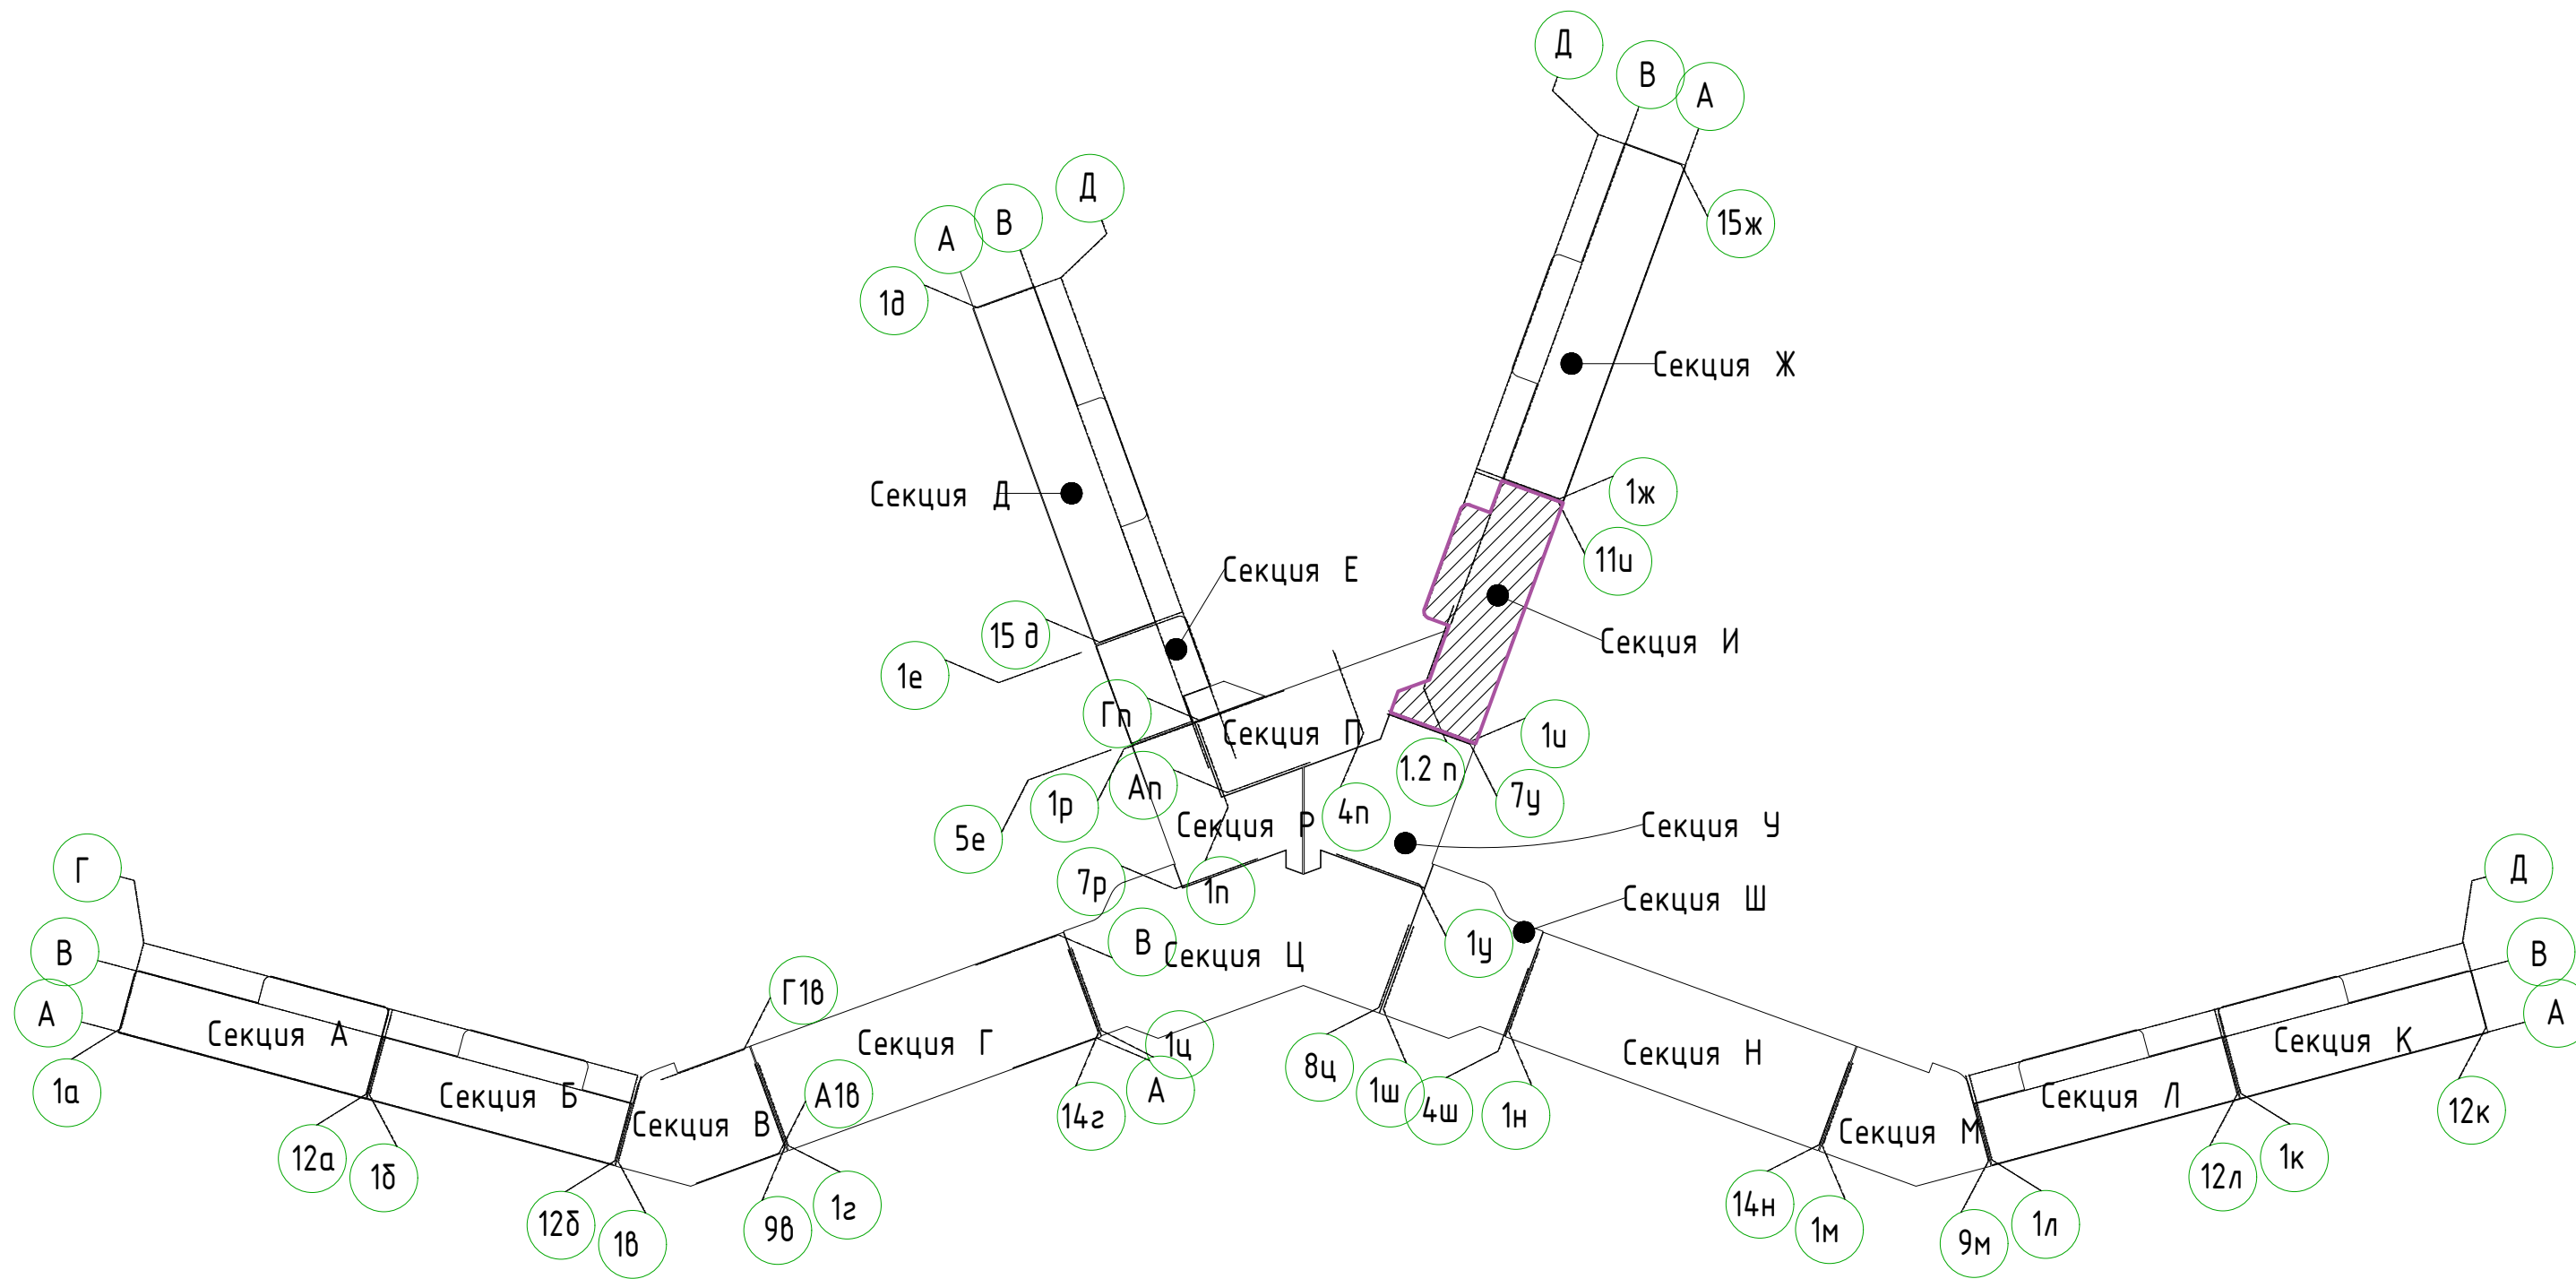 Д
В
А
Д
В
А
15ж
1д
Секция Ж
Секция Д
1ж
11и
Секция Е
15 д
Секция И
1е
Гп
Секция П
1и
1.2 п
Ап
1р
4п
7у
5е
Секция Р
Секция У
Г
7р
1п
Секция Ш
Д
В
В
Секция Ц
1у
В
А
Г1в
А
Секция А
Секция Г
1ц
Секция Н
Секция К
8ц
1а
Секция Б
А1в
А
1ш
Секция Л
12к
Секция В
14г
4ш
1н
Секция М
12а
1б
12л
1к
12б
1в
9в
1г
14н
1м
9м
1л